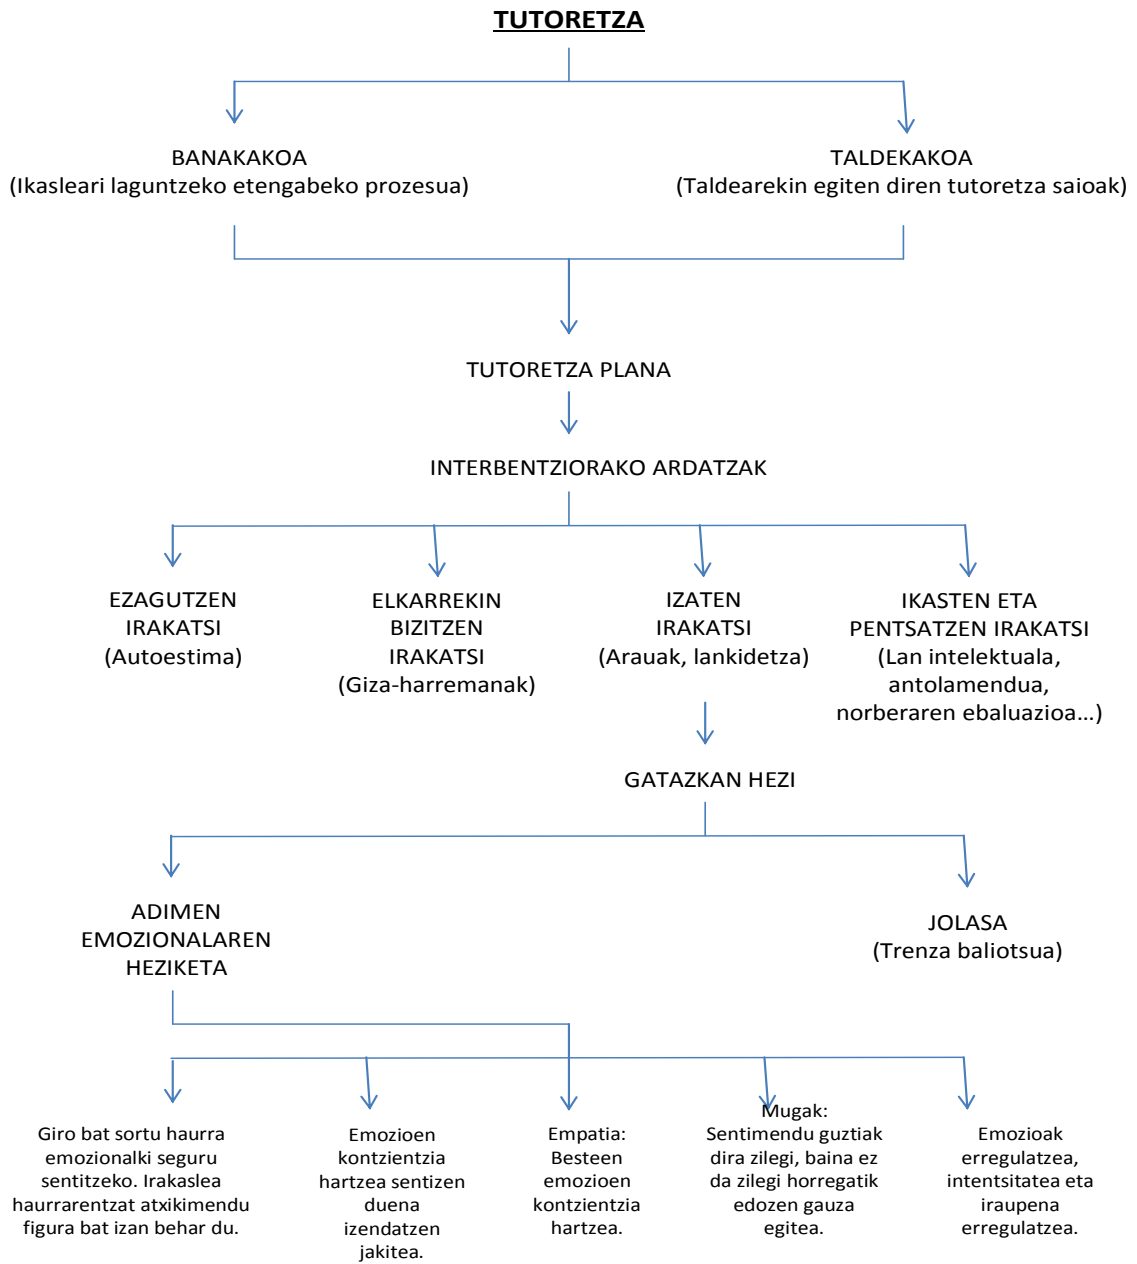 TUTORETZA
BANAKAKOA
(Ikasleari laguntzeko etengabeko prozesua)
TALDEKAKOA
(Taldearekin egiten diren tutoretza saioak)
TUTORETZA PLANA
INTERBENTZIORAKO ARDATZAK
EZAGUTZEN
IRAKATSI
(Autoestima)
ELKARREKIN
BIZITZEN
IRAKATSI
(Giza-harremanak)
IZATEN
IRAKATSI
(Arauak, lankidetza)
IKASTEN ETA
PENTSATZEN IRAKATSI
(Lan intelektuala,
antolamendua,
norberaren ebaluazioa…)
GATAZKAN HEZI
ADIMEN
EMOZIONALAREN
HEZIKETA
JOLASA
(Trenza baliotsua)
Giro bat sortu haurra
emozionalki seguru
sentitzeko. Irakaslea
haurrarentzat atxikimendu
figura bat izan behar du.
Emozioen
kontzientzia
hartzea sentizen
duena
izendatzen
jakitea.
Empatia:
Besteen
emozioen
kontzientzia
hartzea.
Mugak:
Sentimendu guztiak
dira zilegi, baina ez
da zilegi horregatik
edozen gauza
egitea.
Emozioak
erregulatzea,
intentsitatea eta
iraupena
erregulatzea.